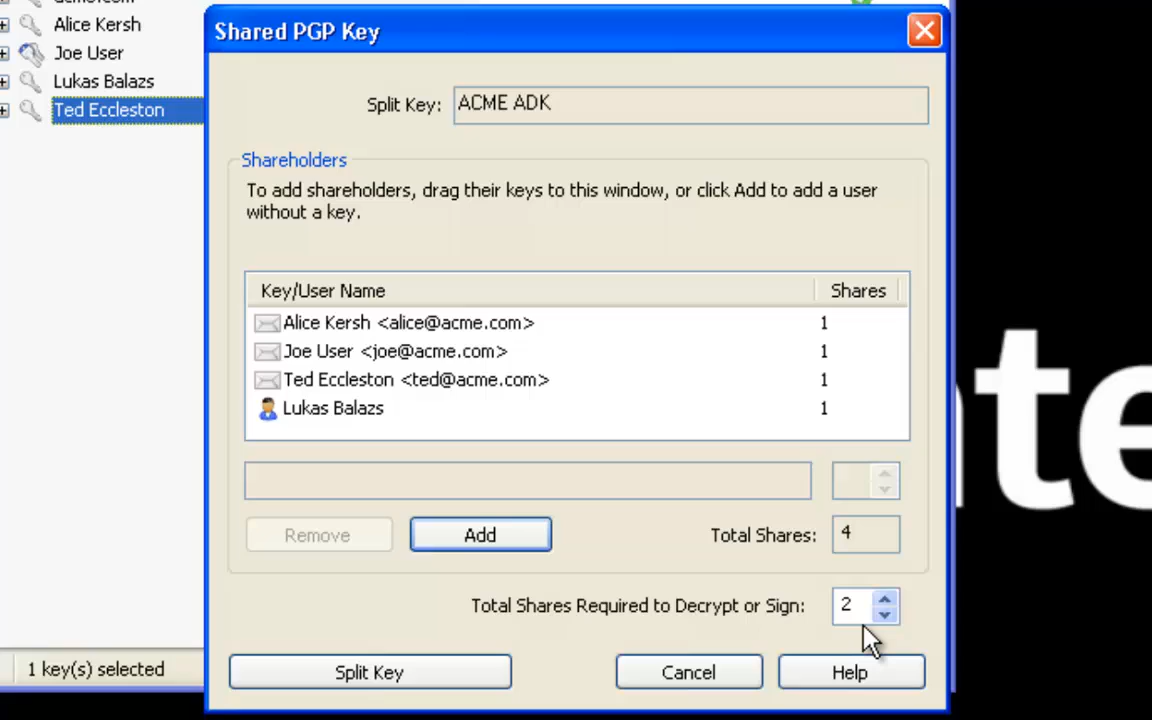 Shared PGP Key
Alice Kersh
Joe User
Lukas Balazs
Ted Eccleston
Split Key: ACME ADK
Shareholders
To add shareholders, drag their keys to this window, or click Add to add a user
without a key.
Key/User Name Shares
Alice Kersh <alice@acme.com> 1
Joe User <joe@acme.com> 1
Ted Eccleston <ted@acme.com> 1
Lukas Balazs 1
Remove Add Total Shares: 4
Total Shares Required to Decrypt or Sign: 2
1 key(s) selected
Split Key Cancel Help